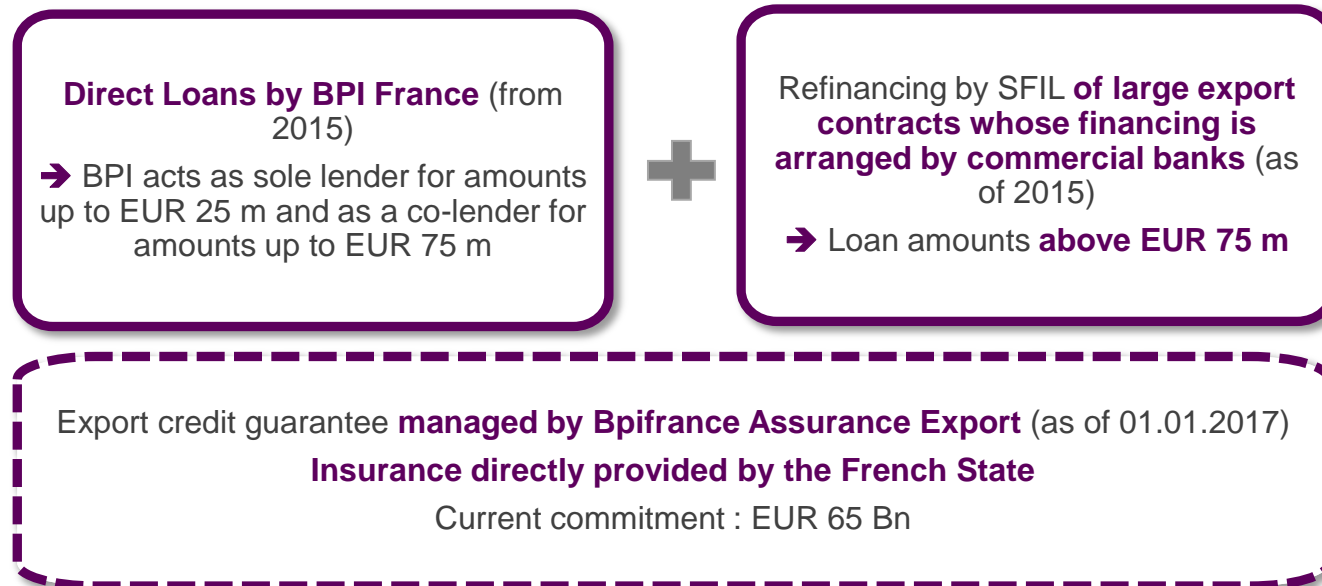 Direct Loans by BPI France (from
2015)
➔ BPI acts as sole lender for amounts
up to EUR 25 m and as a co-lender for
amounts up to EUR 75 m
Refinancing by SFIL of large export
contracts whose financing is
arranged by commercial banks (as
of 2015)
➔ Loan amounts above EUR 75 m
Export credit guarantee managed by Bpifrance Assurance Export (as of 01.01.2017)
Insurance directly provided by the French State
Current commitment : EUR 65 Bn